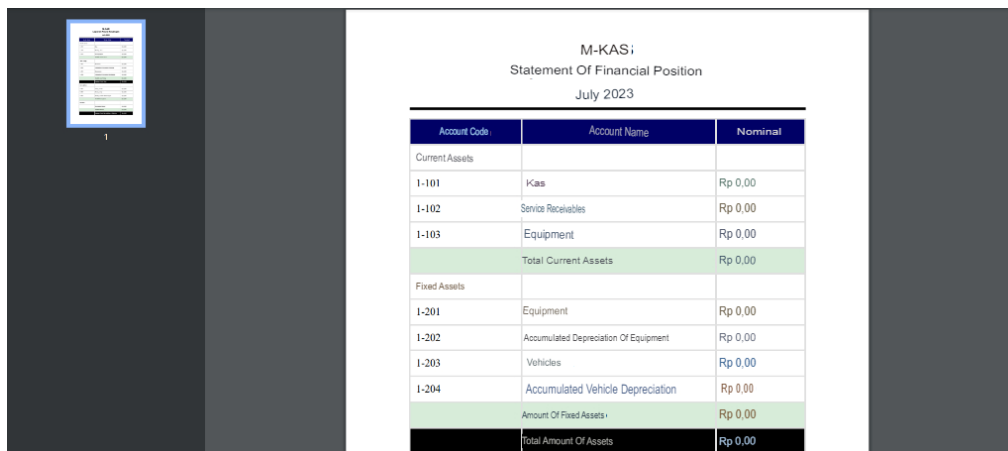 M-KAS
Statement Of Financial Position
July 2023
Account Code Account Name Nominal
Current Assets
1-101 Kas Rp 0,00
1-102 Service Receivables Rp 0,00
1-103 Equipment Rp 0,00
Total Current Assets Rp 0,00
Fixed Assets
1-201 Equipment Rp 0,00
1-202 Accumulated Depreciation Of Equipment Rp 0,00
1-203 Vehicles Rp 0,00
1-204 Accumulated Vehicle Depreciation Rp 0,00
Amount Of Fixed Assets Rp 0,00
Total Amount Of Assets Rp 0,00
1